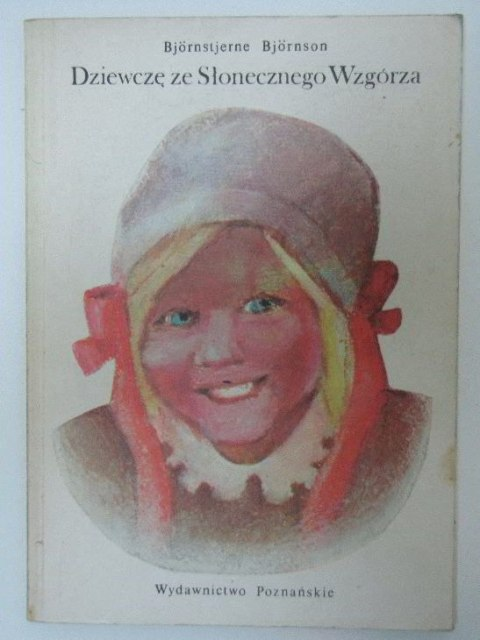 Björnstjerne Björnson
Dziewczę ze Słonecznego Wzgórza
Wydawnictwo Poznańskie